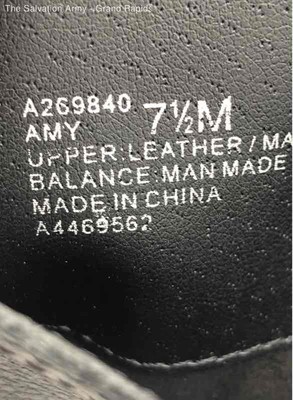 The Salvation Army - Grand Rapids
A269840 7½M
AMY
UPPER:LEATHER/MA
BALANCE:MAN MADE
MADE IN CHINA
A4469562